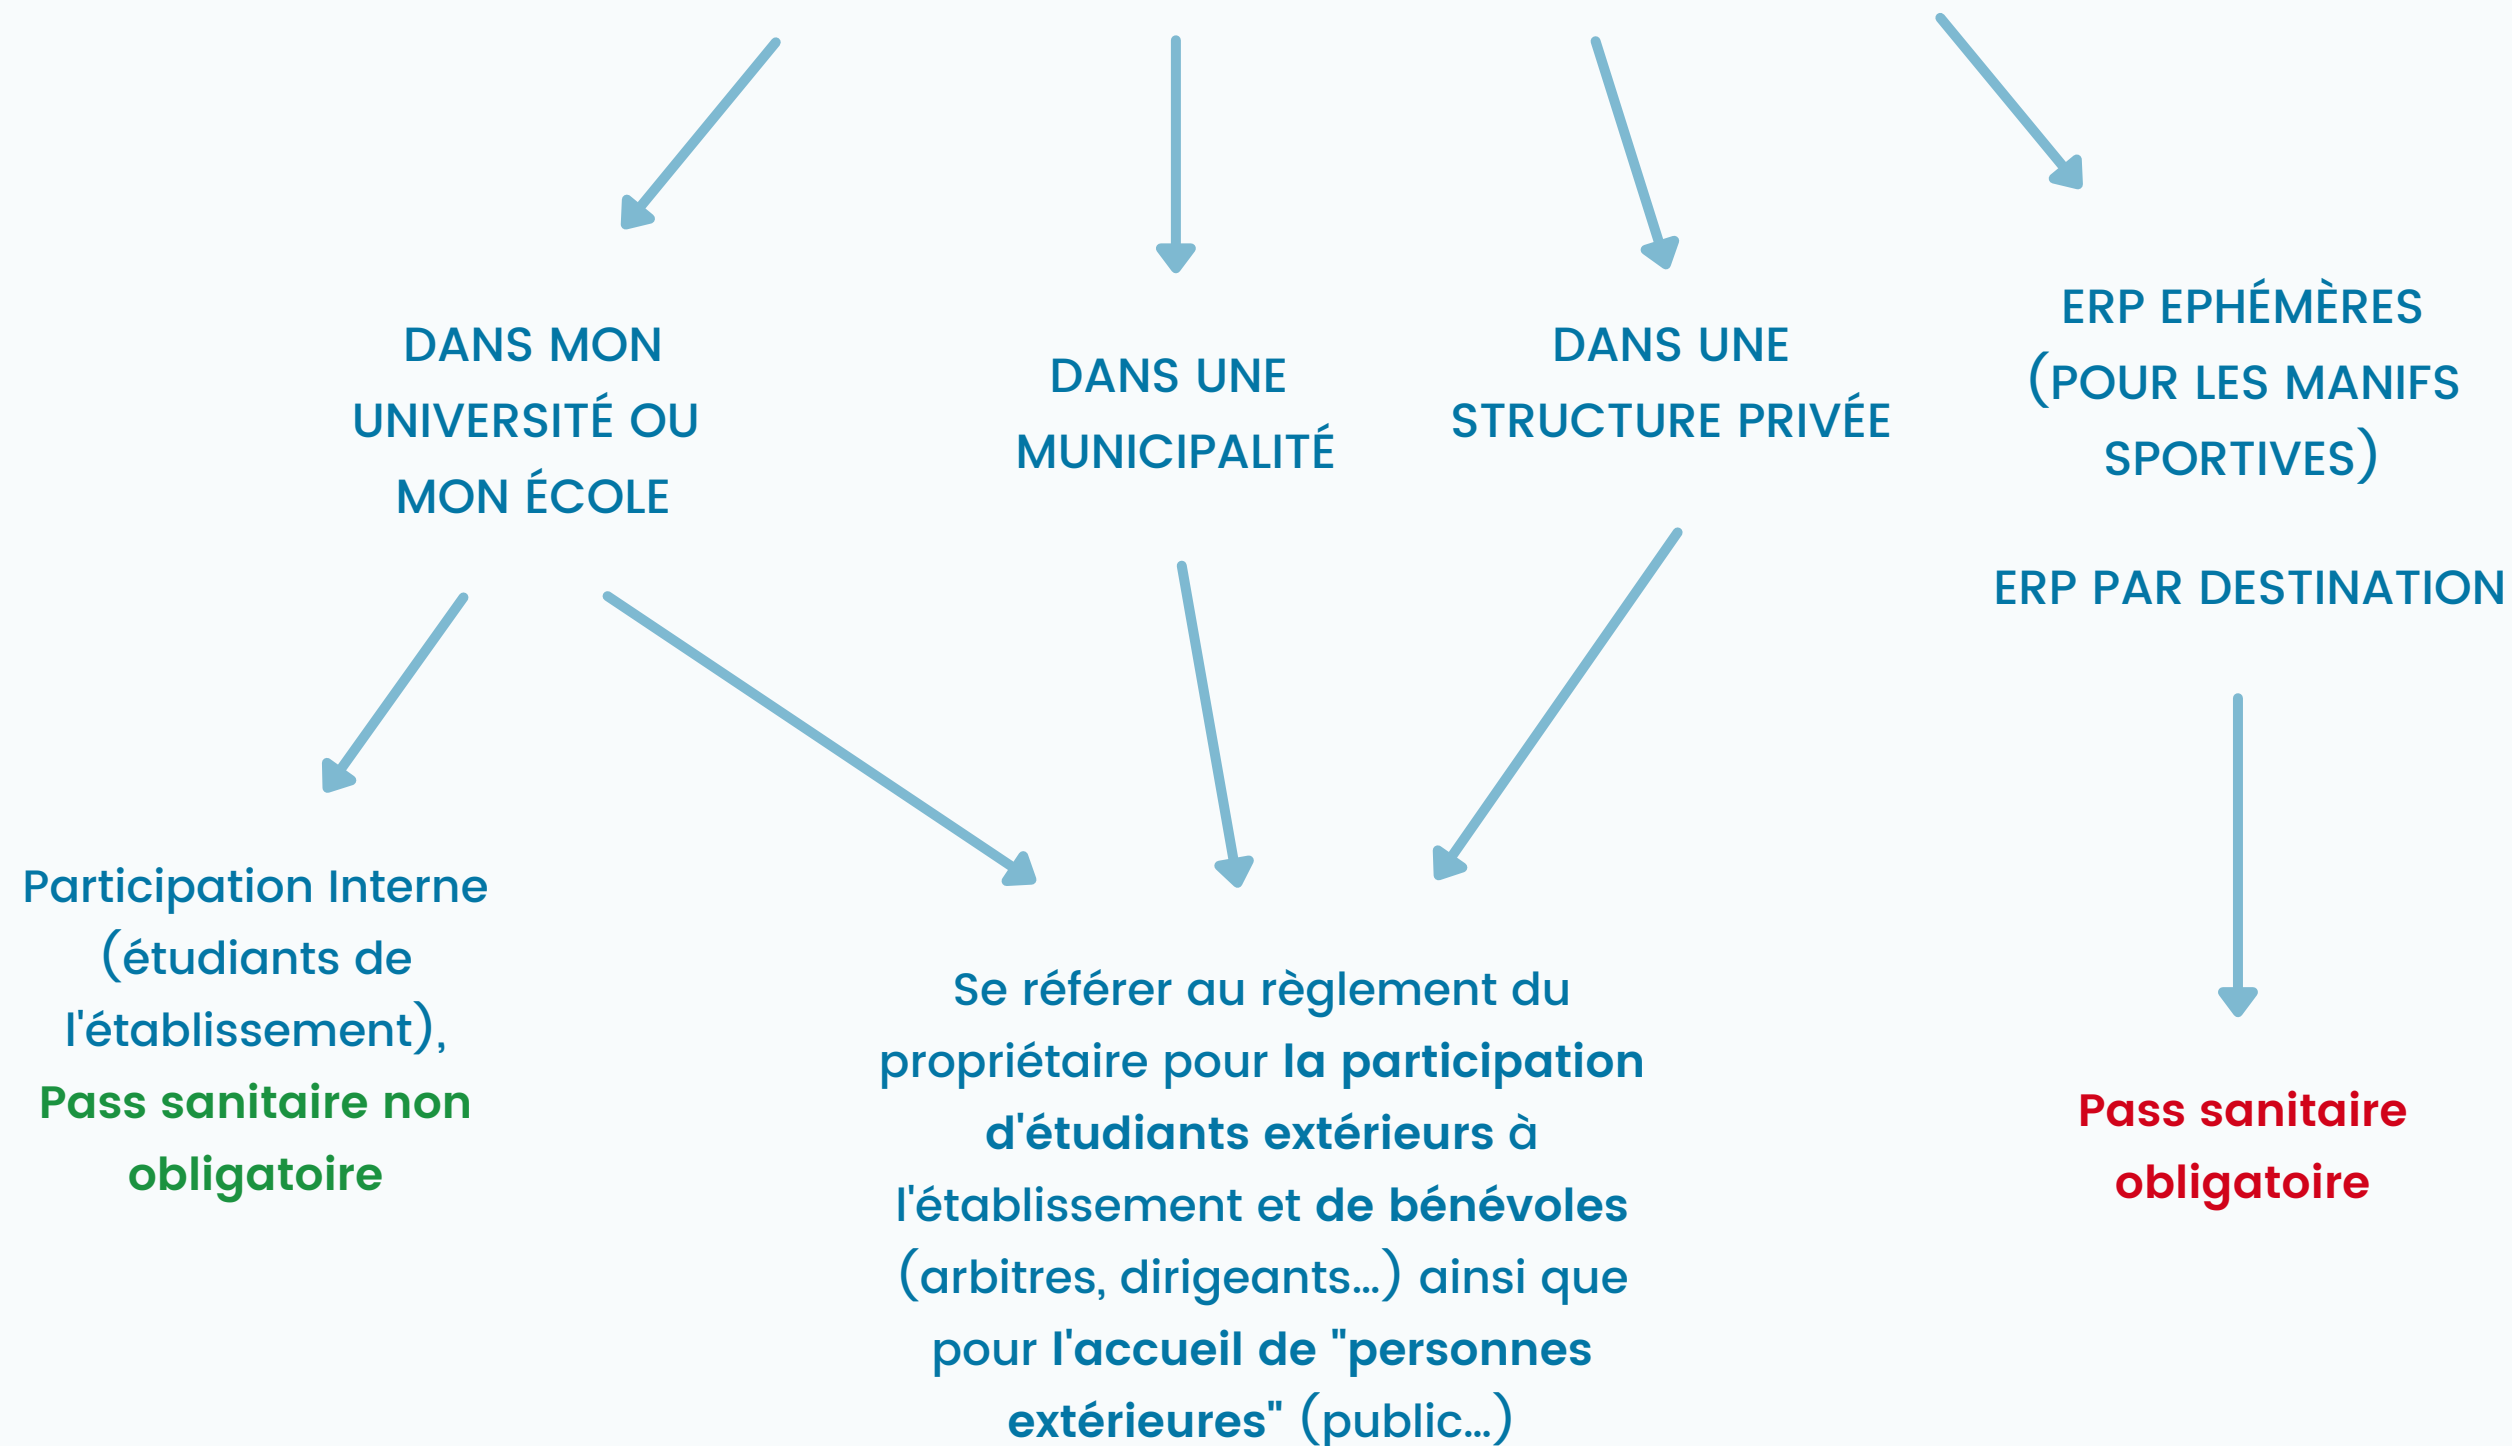 DANS MON
UNIVERSITÉ OU
MON ÉCOLE
DANS UNE
MUNICIPALITÉ
DANS UNE
STRUCTURE PRIVÉE
ERP EPHÉMÈRES
(POUR LES MANIFS
SPORTIVES)
ERP PAR DESTINATION
Participation Interne
(étudiants de
l'établissement),
Pass sanitaire non
obligatoire
Se référer au règlement du
propriétaire pour la participation
d'étudiants extérieurs à
l'établissement et de bénévoles
(arbitres, dirigeants...) ainsi que
pour l'accueil de "personnes
extérieures" (public...)
Pass sanitaire
obligatoire